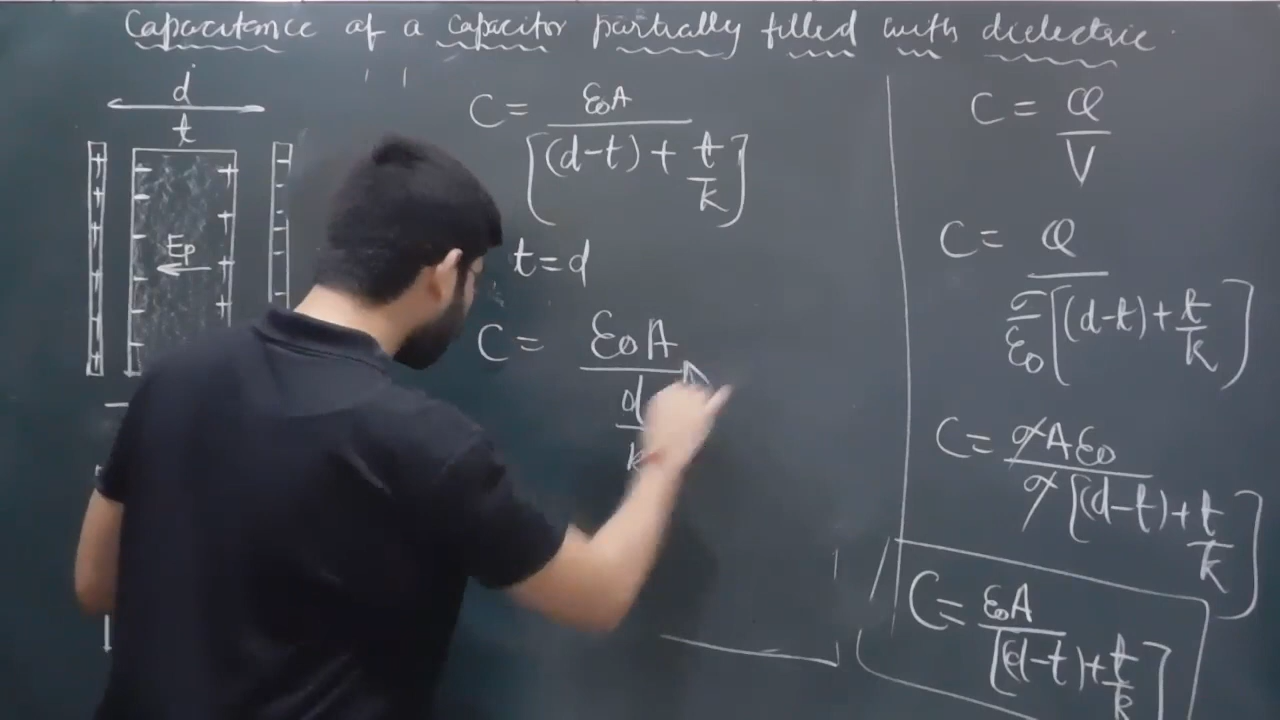 Capacitance of a capacitor partially filled with dielectric
d
t
+ −
+ − + −
Ep
C = ε0A / [(d-t) + t/k]
t = d
C = ε0A / d/k
C = Q / V
C = Q / σ/ε0 [(d-t) + t/k]
C = σAε0 / σ[(d-t) + t/k]
C = ε0A / [(d-t) + t/k]